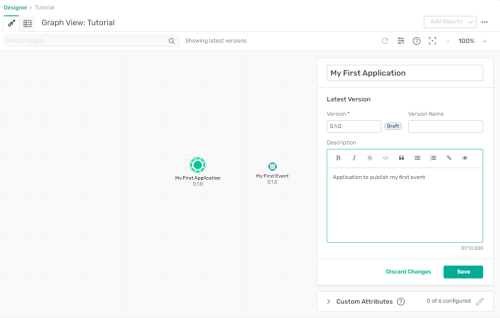 Designer > Tutorial
Graph View: Tutorial
Add Objects
Find in Graph
Showing latest versions
- 100% +
My First Application
Latest Version
Version *
Version Name
0.1.0
Draft
Description
B I S </> 
Application to publish my first event
37/10,000
Discard Changes
Save
My First Application
0.1.0
My First Event
0.1.0
Custom Attributes
0 of 6 configured